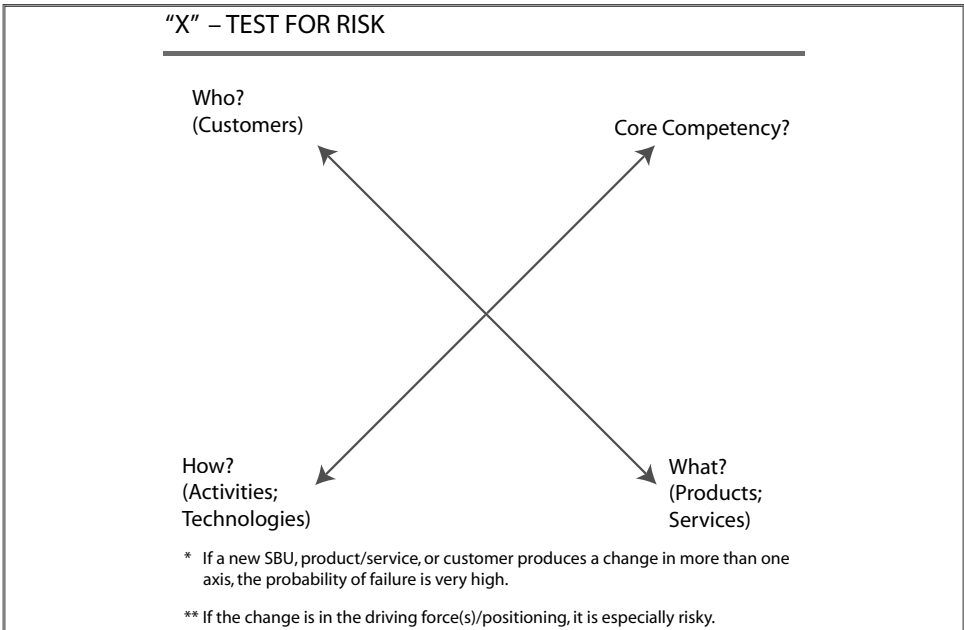 “X” – TEST FOR RISK
Who?
(Customers)
Core Competency?
How?
(Activities;
Technologies)
What?
(Products;
Services)
* If a new SBU, product/service, or customer produces a change in more than one
axis, the probability of failure is very high.
** If the change is in the driving force(s)/positioning, it is especially risky.